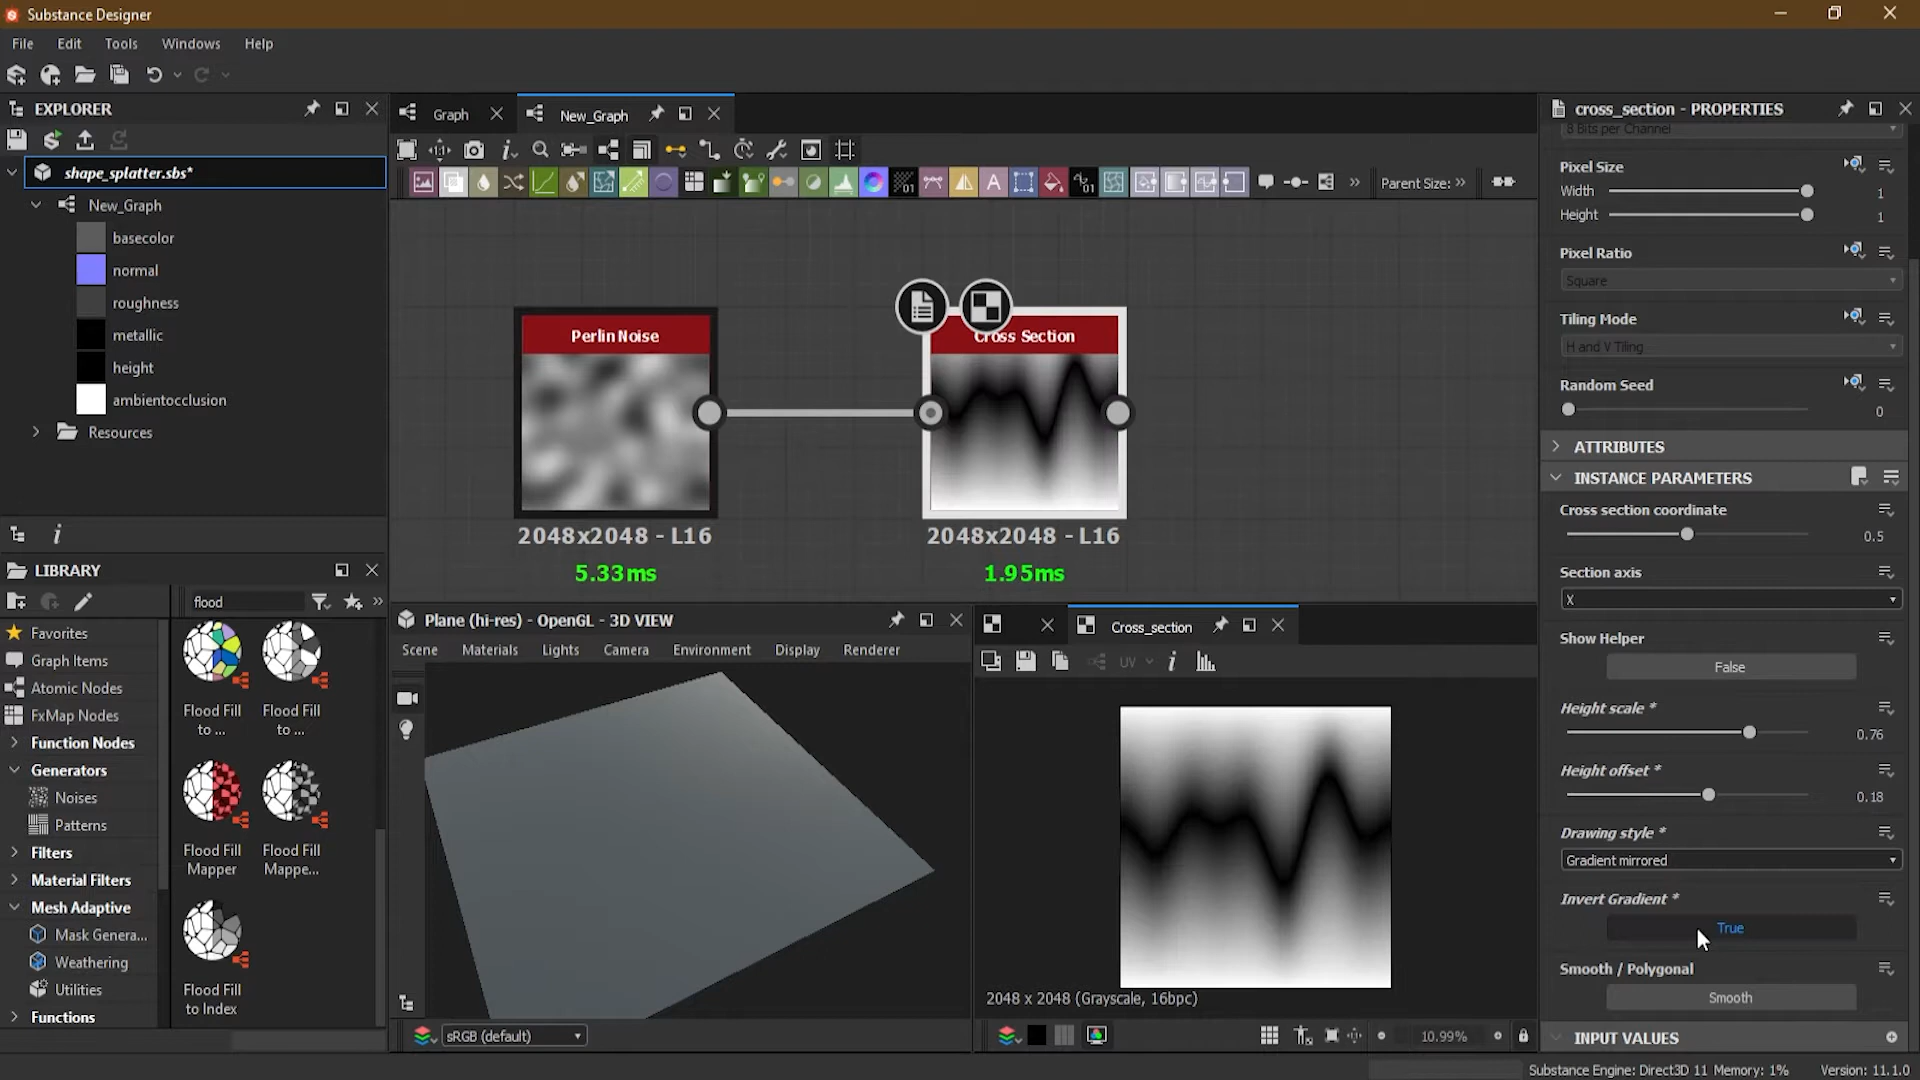 Substance Designer
File Edit Tools Windows Help
EXPLORER
shape_splatter.sbs*
New_Graph
basecolor
normal
roughness
metallic
height
ambientocclusion
Resources
LIBRARY
flood
Favorites
Graph Items
Atomic Nodes
FxMap Nodes
Function Nodes
Generators
Noises
Patterns
Filters
Material Filters
Mesh Adaptive
Mask Genera...
Weathering
Utilities
Functions
Flood Fill to ...
Flood Fill to ...
Flood Fill Mapper
Flood Fill Mappe...
Flood Fill to Index
Graph
New_Graph
Parent Size:
Perlin Noise
2048x2048 - L16
5.33ms
Cross Section
2048x2048 - L16
1.95ms
Plane (hi-res) - OpenGL - 3D VIEW
Scene Materials Lights Camera Environment Display Renderer
sRGB (default)
Cross_section
UV
2048 x 2048 (Grayscale, 16bpc)
10.99%
cross_section - PROPERTIES
8 Bits per Channel
Pixel Size
Width 1
Height 1
Pixel Ratio
Square
Tiling Mode
H and V Tiling
Random Seed
0
ATTRIBUTES
INSTANCE PARAMETERS
Cross section coordinate
0.5
Section axis
X
Show Helper
False
Height scale *
0.76
Height offset *
0.18
Drawing style *
Gradient mirrored
Invert Gradient *
True
Smooth / Polygonal
Smooth
INPUT VALUES
Substance Engine: Direct3D 11 Memory: 1% Version: 11.1.0